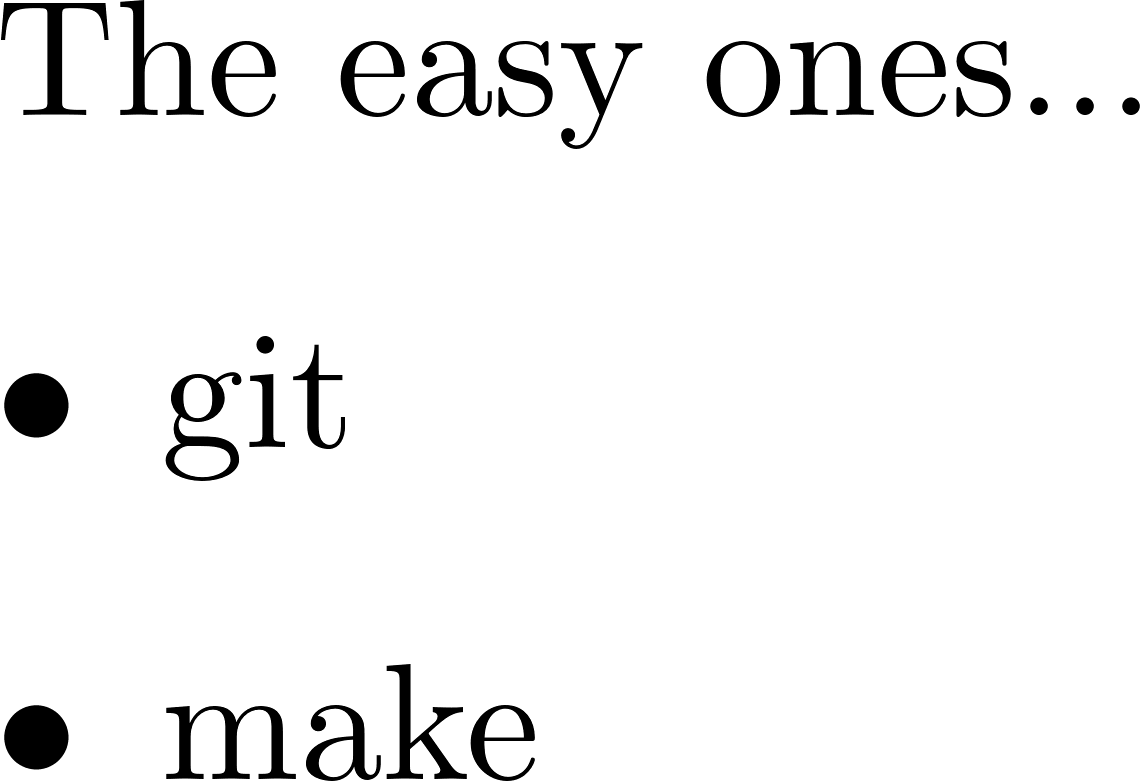 The easy ones...
• git
• make